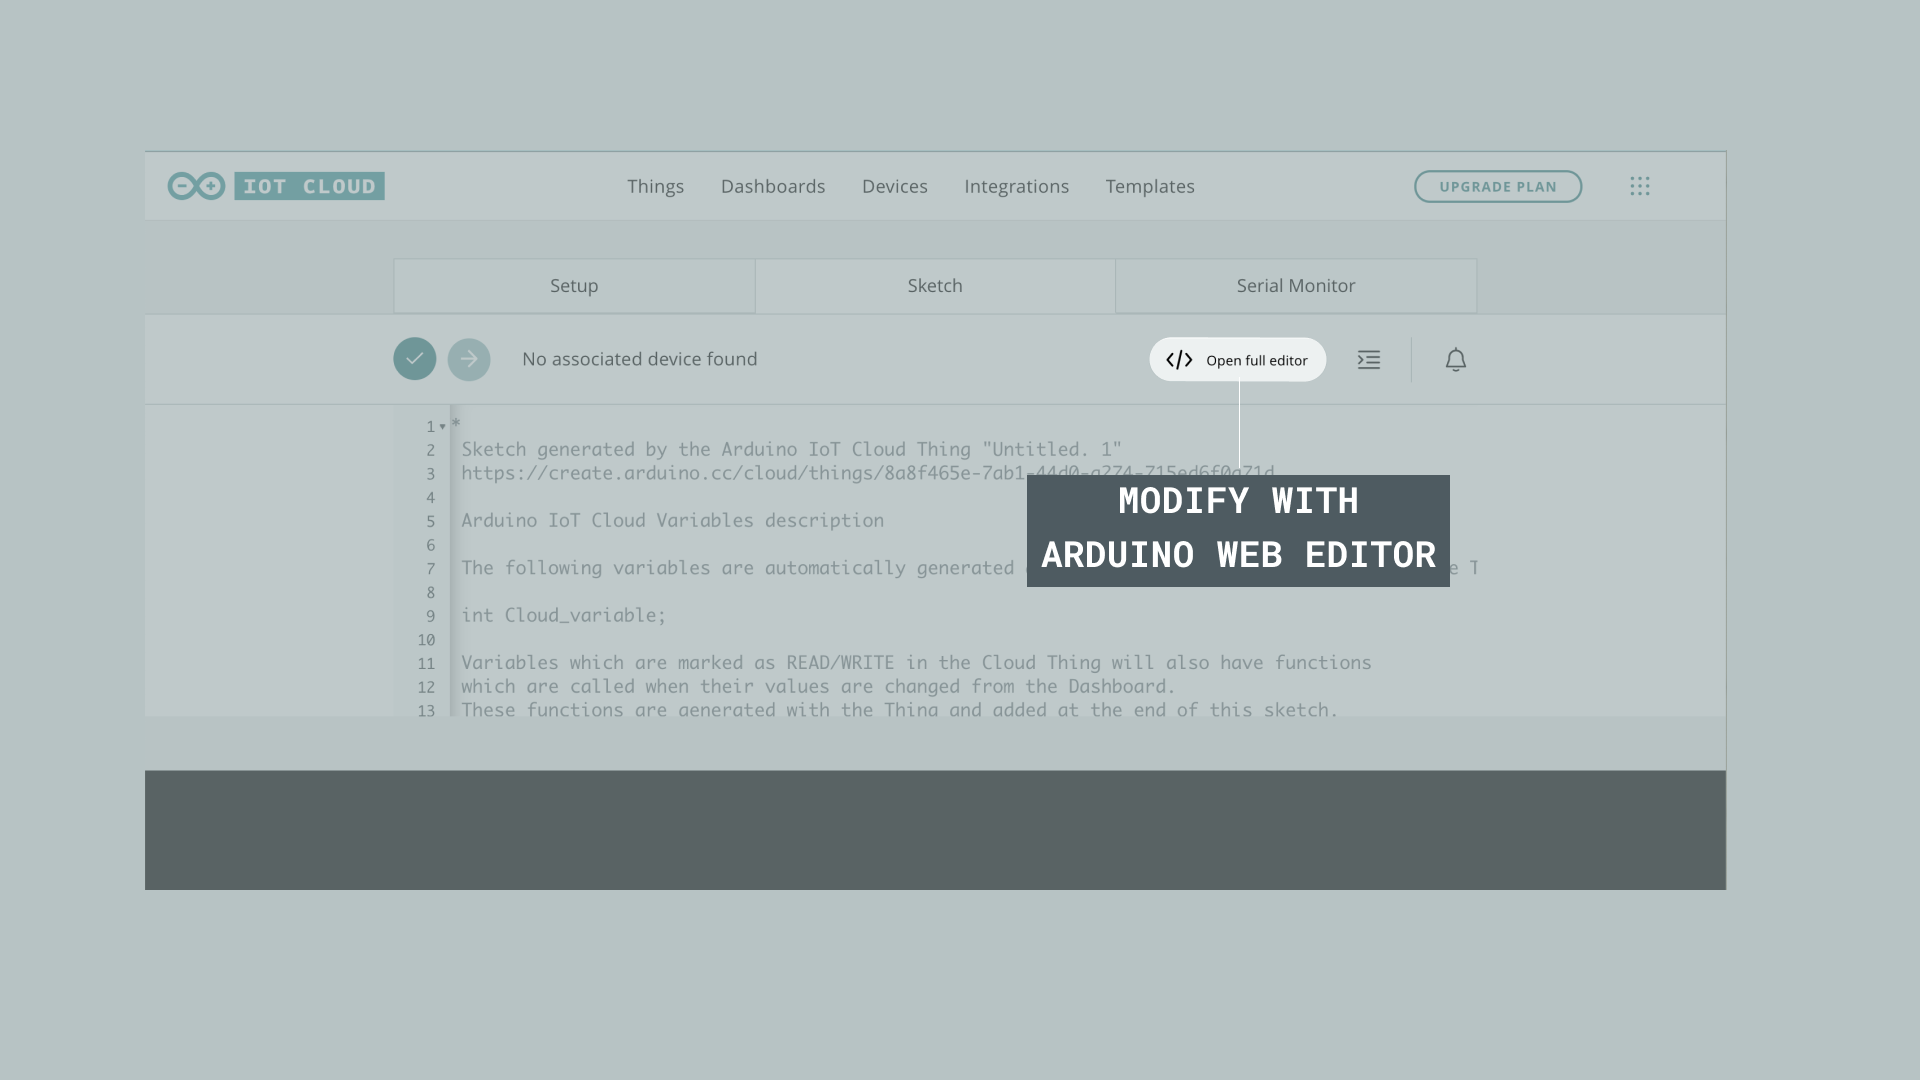 IOT CLOUD
Things Dashboards Devices Integrations Templates
UPGRADE PLAN
Setup Sketch Serial Monitor
No associated device found
</> Open full editor
1 *
2 Sketch generated by the Arduino IoT Cloud Thing "Untitled. 1"
3 https://create.arduino.cc/cloud/things/8a8f465e-7ab1-44d0-a274-715ed6f0a71d
4
5 Arduino IoT Cloud Variables description
6
7 The following variables are automatically generated e T
8
9 int Cloud_variable;
10
11 Variables which are marked as READ/WRITE in the Cloud Thing will also have functions
12 which are called when their values are changed from the Dashboard.
13 These functions are generated with the Thing and added at the end of this sketch.
MODIFY WITH
ARDUINO WEB EDITOR